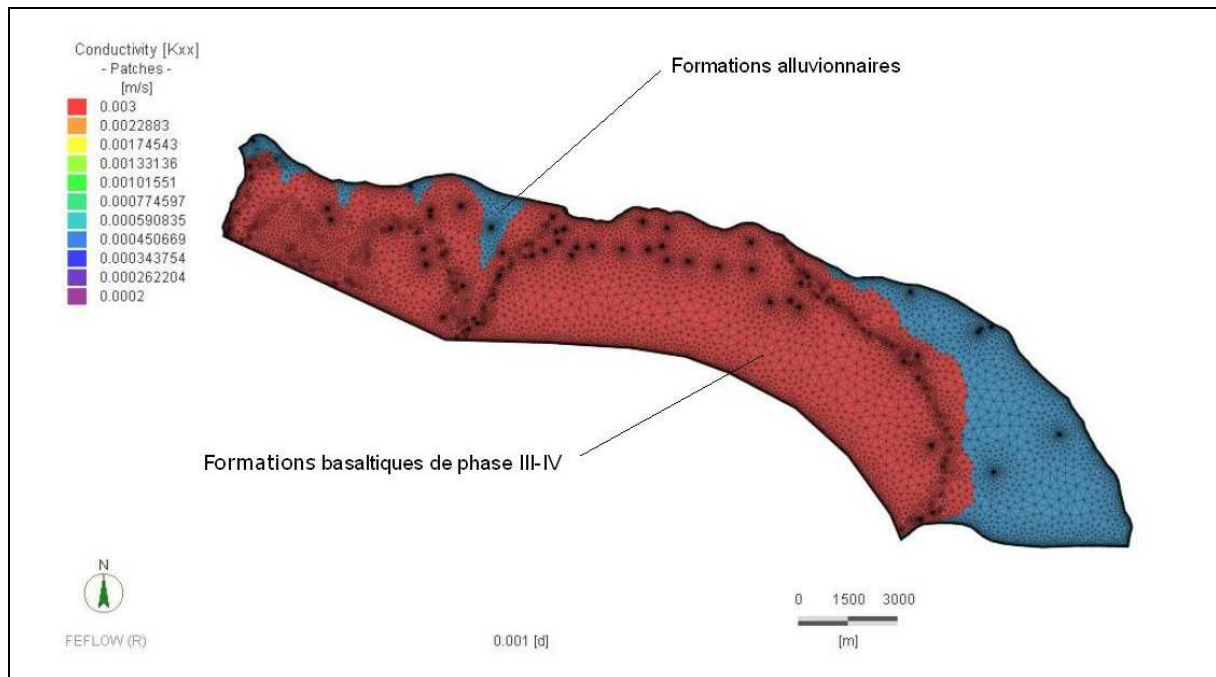 Conductivity [Kxx]
- Patches -
[m/s]
0.003
0.0022883
0.00174543
0.00133136
0.00101551
0.000774597
0.000590835
0.000450669
0.000343754
0.000262204
0.0002
Formations alluvionnaires
Formations basaltiques de phase III-IV
N
FEFLOW (R)
0.001 [d]
0 1500 3000
[m]